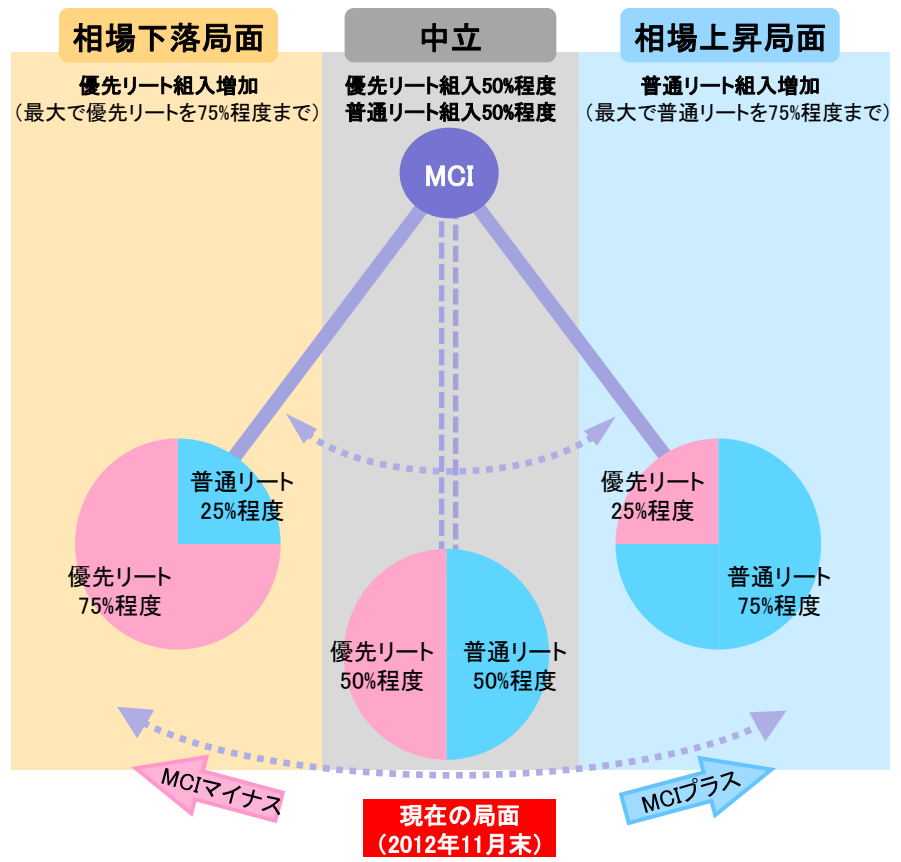 相場下落局面
優先リート組入増加
（最大で優先リートを75%程度まで）
中立
優先リート組入50%程度
普通リート組入50%程度
相場上昇局面
普通リート組入増加
（最大で普通リートを75%程度まで）
MCI
普通リート
25%程度
優先リート
75%程度
優先リート
50%程度
普通リート
50%程度
優先リート
25%程度
普通リート
75%程度
MCIマイナス
MCIプラス
現在の局面
（2012年11月末）